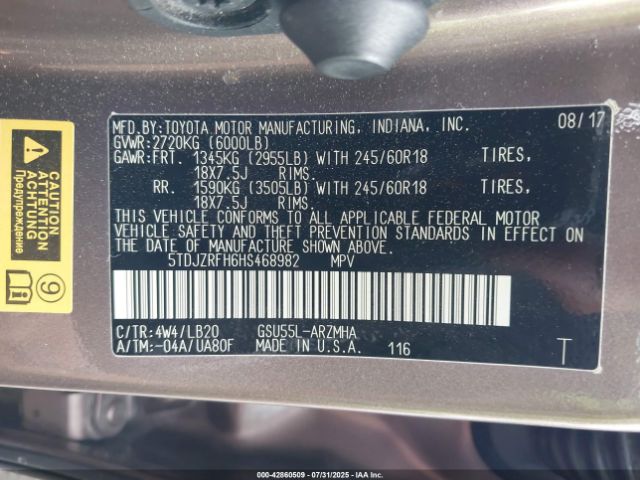 MFD.BY:TOYOTA MOTOR MANUFACTURING, INDIANA, INC. 08/17
GVWR:2720KG (6000LB)
GAWR:FRT. 1345KG (2955LB) WITH 245/60R18 TIRES,
18X7.5J RIMS.
RR. 1590KG (3505LB) WITH 245/60R18 TIRES,
18X7.5J RIMS.
THIS VEHICLE CONFORMS TO ALL APPLICABLE FEDERAL MOTOR
VEHICLE SAFETY AND THEFT PREVENTION STANDARDS IN EFFECT
ON THE DATE OF MANUFACTURE SHOWN ABOVE.
5TDJZRFH6HS468982 MPV
C/TR:4W4/LB20 GSU55L-ARZMHA
A/TM:-04A/UA80F MADE IN U.S.A. 116 T
CAUTION
ATTENTION
ACHTUNG
Предупреждение
9
000-42860509 - 07/31/2025 - IAAI.com